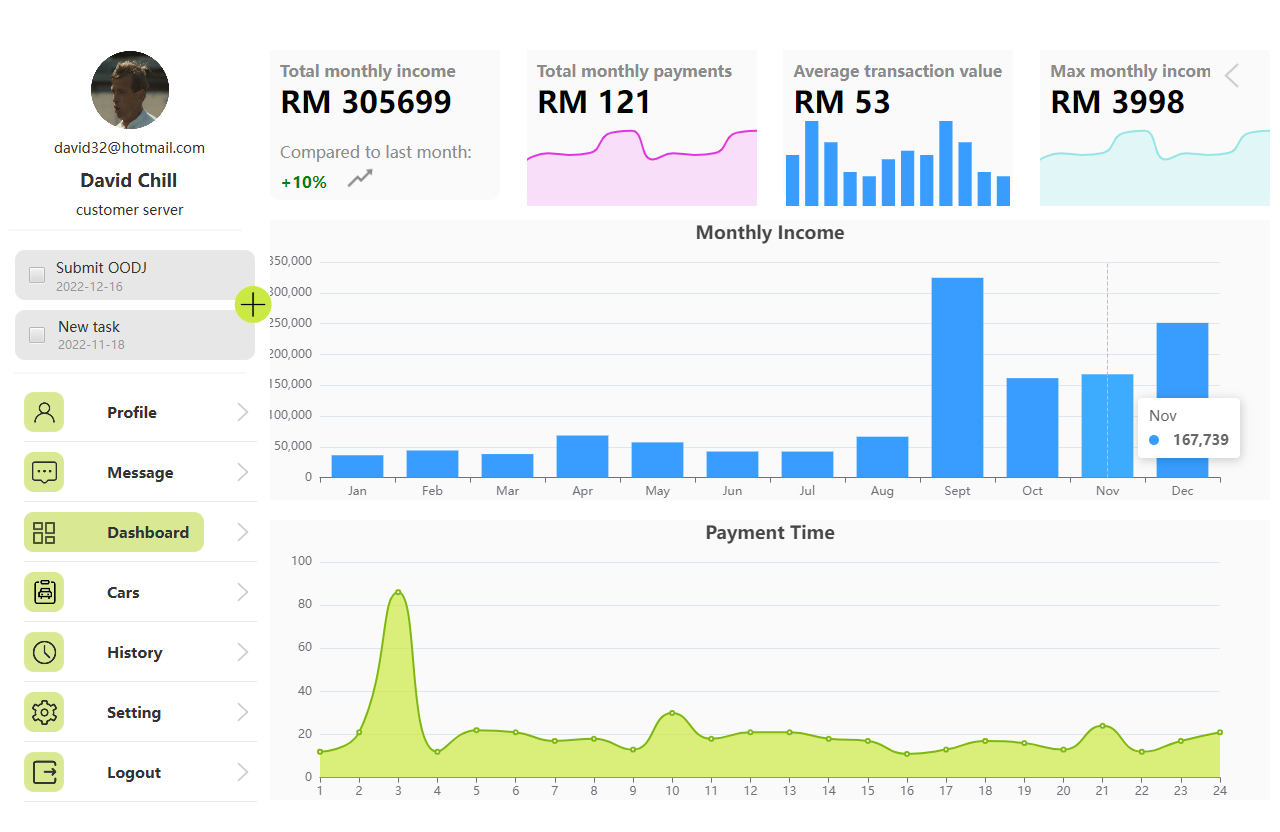 david32@hotmail.com
David Chill
customer server
Submit OODJ
2022-12-16
New task
2022-11-18
Profile
Message
Dashboard
Cars
History
Setting
Logout
Total monthly income
RM 305699
Compared to last month:
+10%
Total monthly payments
RM 121
Average transaction value
RM 53
Max monthly incom
RM 3998
Monthly Income
350,000
300,000
250,000
200,000
150,000
100,000
50,000
0
Jan Feb Mar Apr May Jun Jul Aug Sept Oct Nov Dec
Nov
167,739
Payment Time
100
80
60
40
20
0
1 2 3 4 5 6 7 8 9 10 11 12 13 14 15 16 17 18 19 20 21 22 23 24